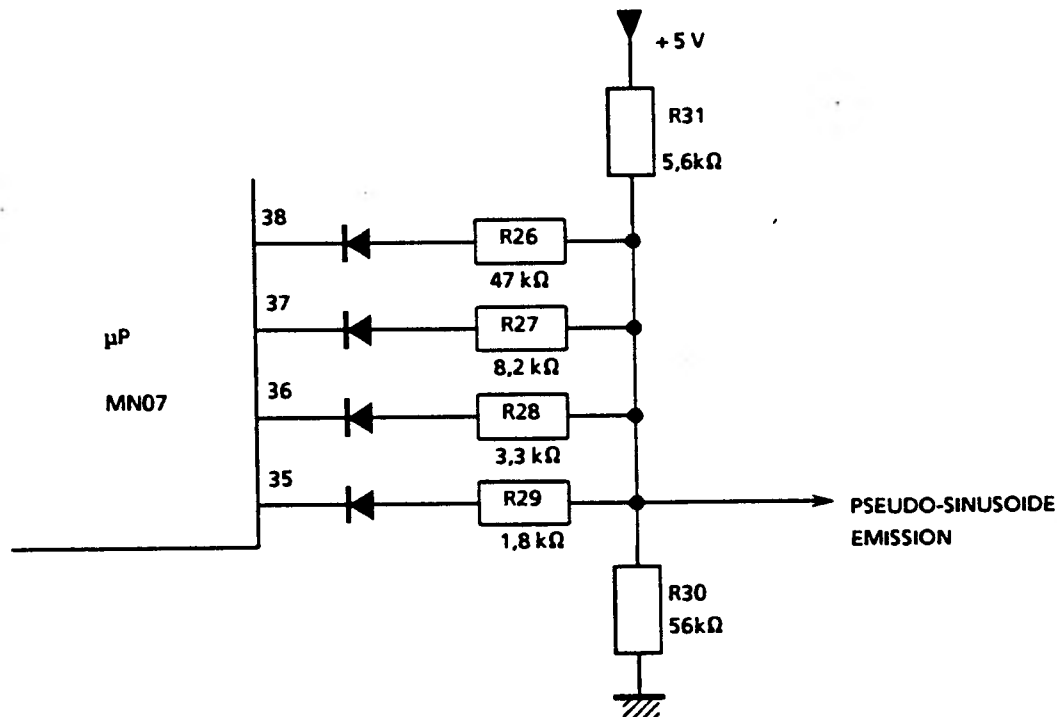 +5 V
R31
5,6kΩ
38
R26
47 kΩ
37
R27
8,2 kΩ
µP
MN07
36
R28
3,3 kΩ
35
R29
1,8 kΩ
PSEUDO-SINUSOIDE
EMISSION
R30
56kΩ